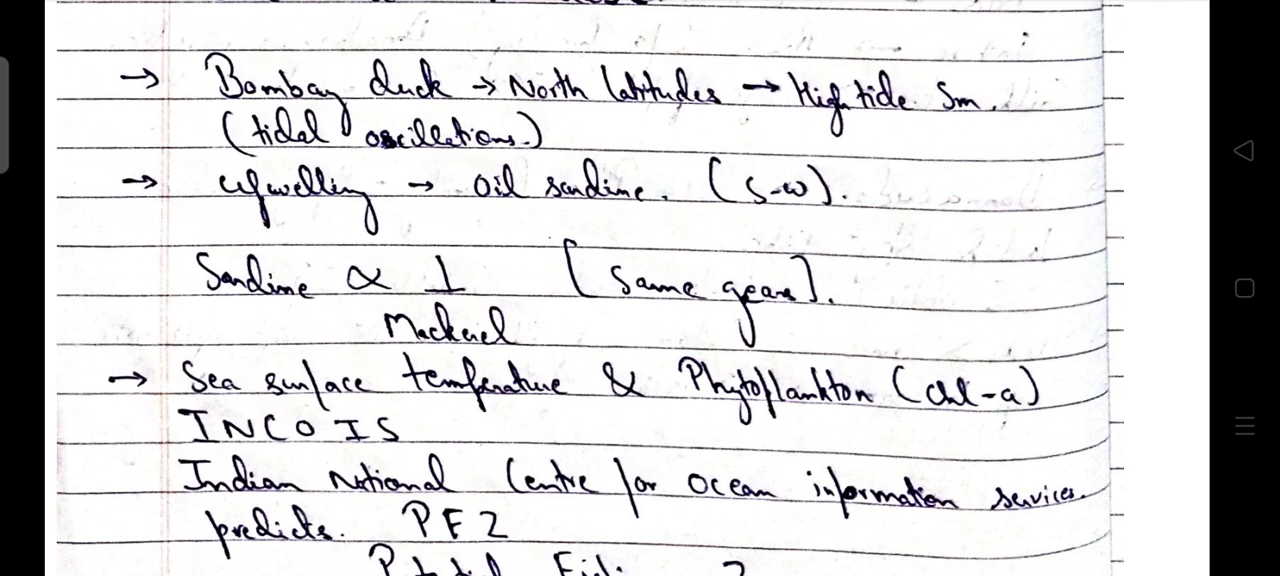 → Bombay duck → North latitudes → High tide 5m.
(tidal oscillations.)
→ upwelling → Oil sardine. (S-W).
Sardine ∝ 1 [Same gear].
Mackerel
→ Sea surface temperature & Phytoplankton (chl-a)
INCOIS
Indian National Centre for Ocean information services.
predicts. PFZ